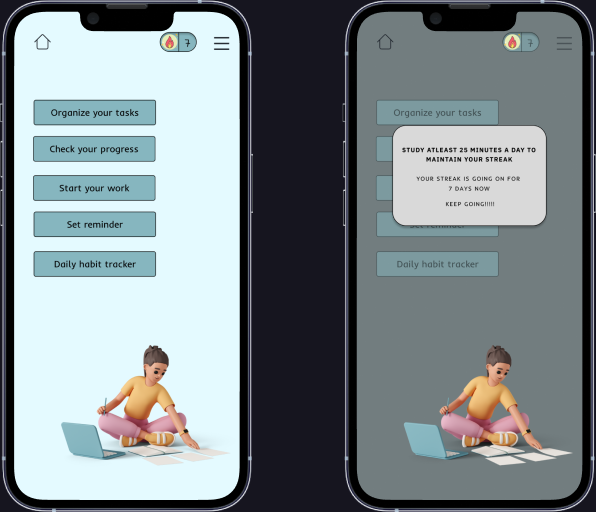 7
Organize your tasks
Check your progress
Start your work
Set reminder
Daily habit tracker
7
Organize your tasks
STUDY ATLEAST 25 MINUTES A DAY TO
MAINTAIN YOUR STREAK
YOUR STREAK IS GOING ON FOR
7 DAYS NOW
KEEP GOING!!!!!
Set reminder
Daily habit tracker